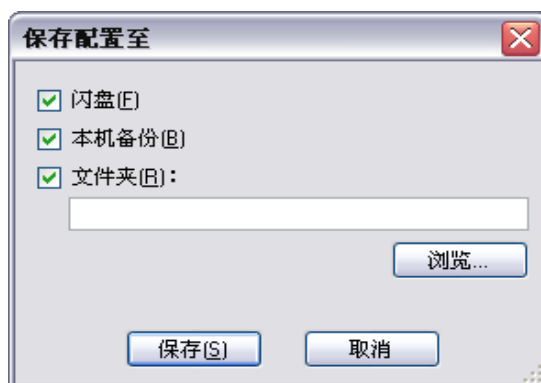 保存配置至
闪盘(F)
本机备份(B)
文件夹(R)：
浏览...
保存(S)
取消